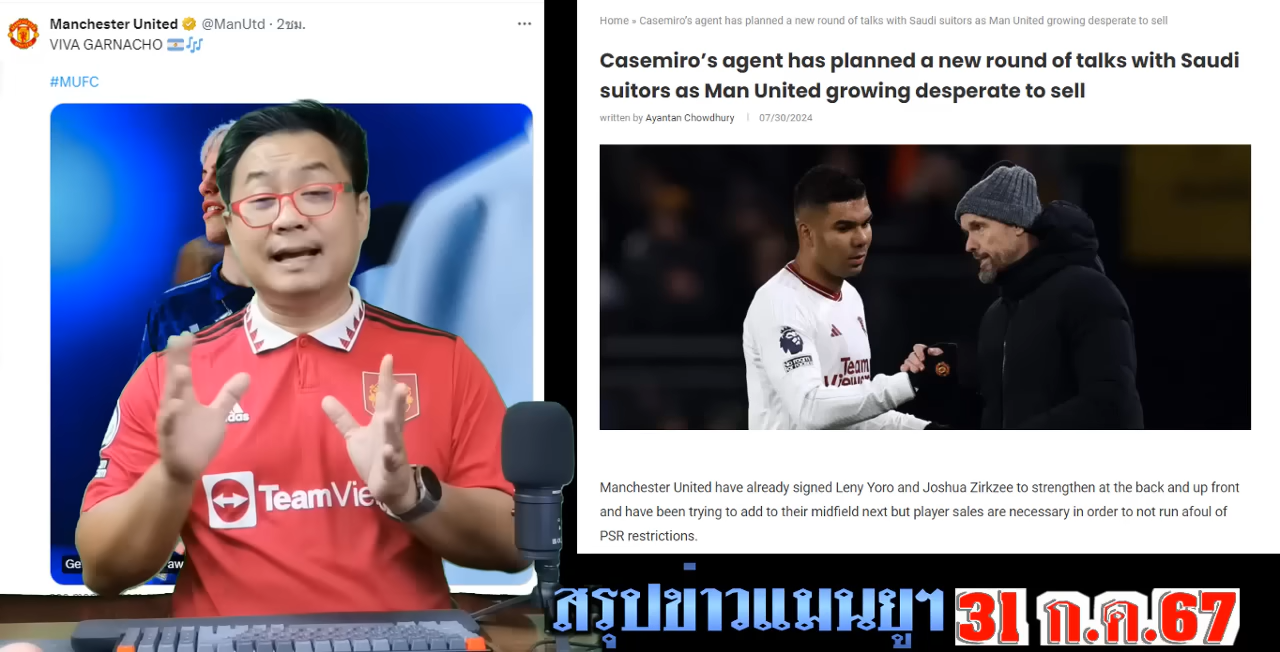 Manchester United @ManUtd · 2ชม.
VIVA GARNACHO
#MUFC
adidas
TeamVie
Ge
aw
Home » Casemiro's agent has planned a new round of talks with Saudi suitors as Man United growing desperate to sell
Casemiro's agent has planned a new round of talks with Saudi
suitors as Man United growing desperate to sell
written by Ayantan Chowdhury | 07/30/2024
Team
Viewer
Manchester United have already signed Leny Yoro and Joshua Zirkzee to strengthen at the back and up front
and have been trying to add to their midfield next but player sales are necessary in order to not run afoul of
PSR restrictions.
สรุปข่าวแมนยูฯ 31 ก.ค.67